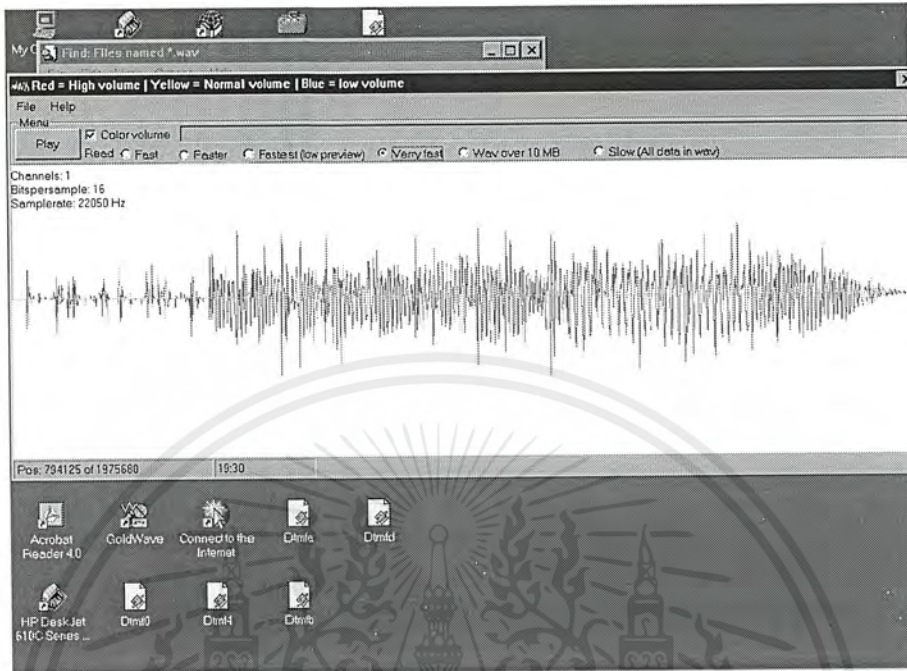 My
Find: Files named *.wav
Red = High volume | Yellow = Normal volume | Blue = low volume
File Help
Menu
Play
Color volume
Read Fast Faster Fastest (low preview) Verry fast Wav over 10 MB Slow (All data in wav)
Channels: 1
Bitspersample: 16
Samplerate: 22050 Hz
Pos: 794125 of 1975680 19:30
Acrobat Reader 4.0
GoldWave
Connected to the Internet
Dtmfa
Dtmfd
HP DeskJet 610C Series ...
Dtmf0
Dtmf4
Dtmfb